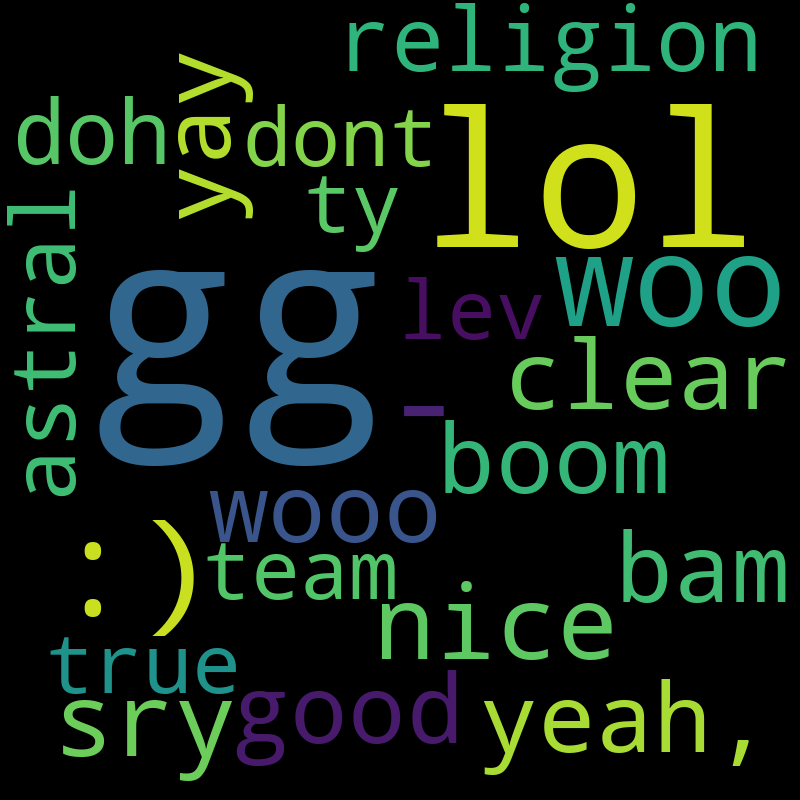 religion
doh
yay
dont
lol
ty
astral
gg
lev
woo
-
clear
boom
wooo
:)
team
bam
nice
true
sry
good
yeah,